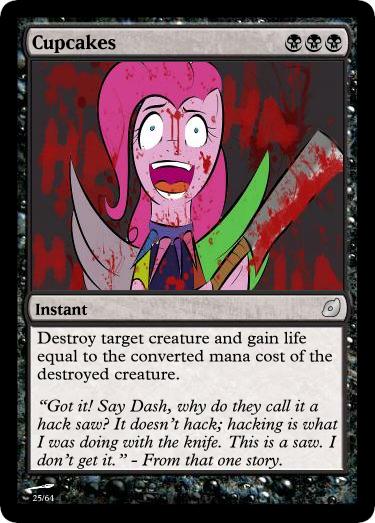 Cupcakes
HA
Instant
Destroy target creature and gain life
equal to the converted mana cost of the
destroyed creature.
“Got it! Say Dash, why do they call it a
hack saw? It doesn't hack; hacking is what
I was doing with the knife. This is a saw. I
don't get it.” - From that one story.
25/64